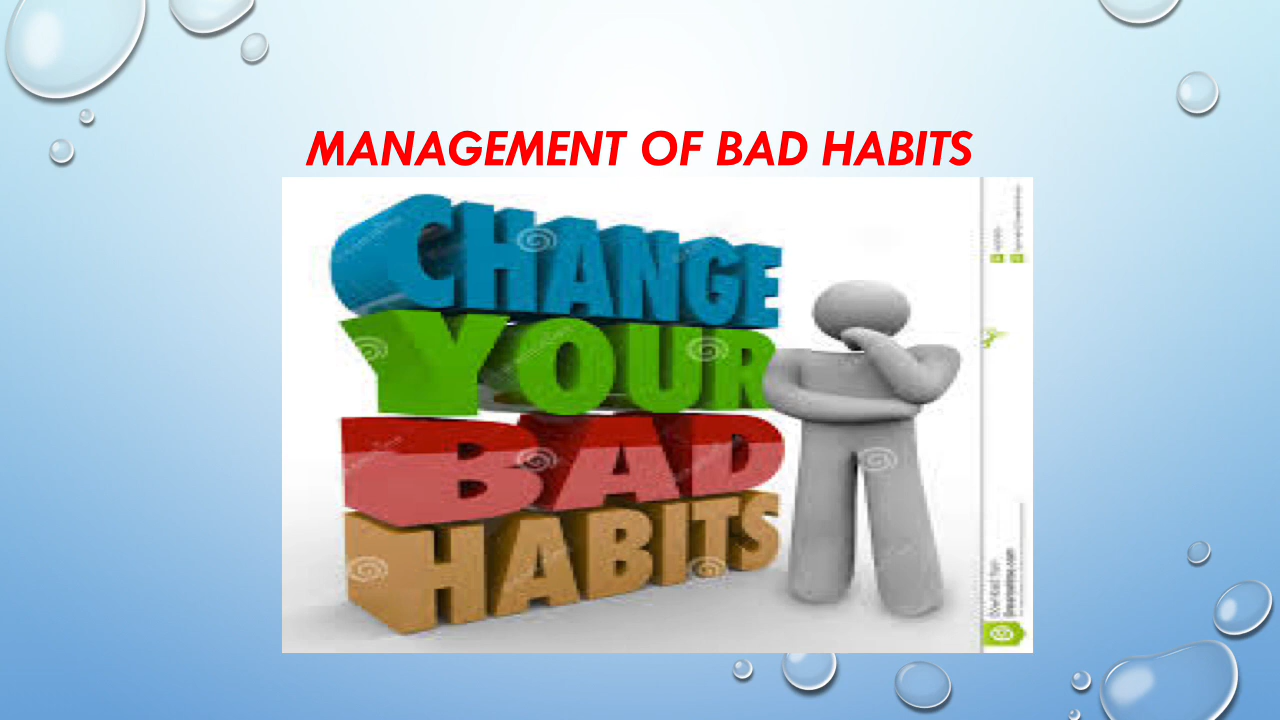 MANAGEMENT OF BAD HABITS
CHANGE
YOUR
BAD
HABITS